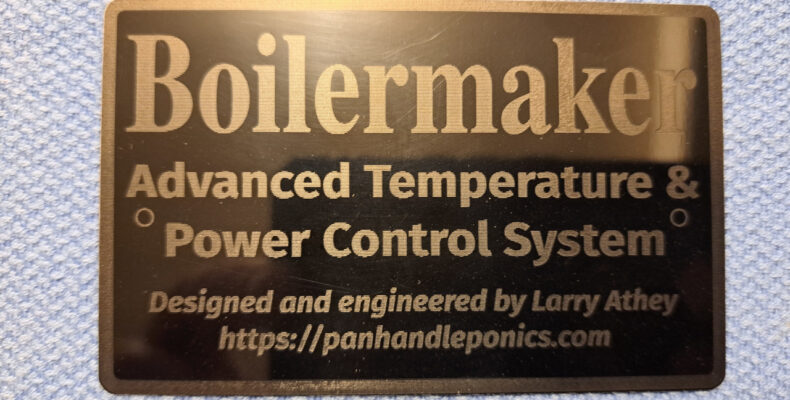 Boilermaker
Advanced Temperature &
Power Control System
Designed and engineered by Larry Athey
https://panhandleponics.com